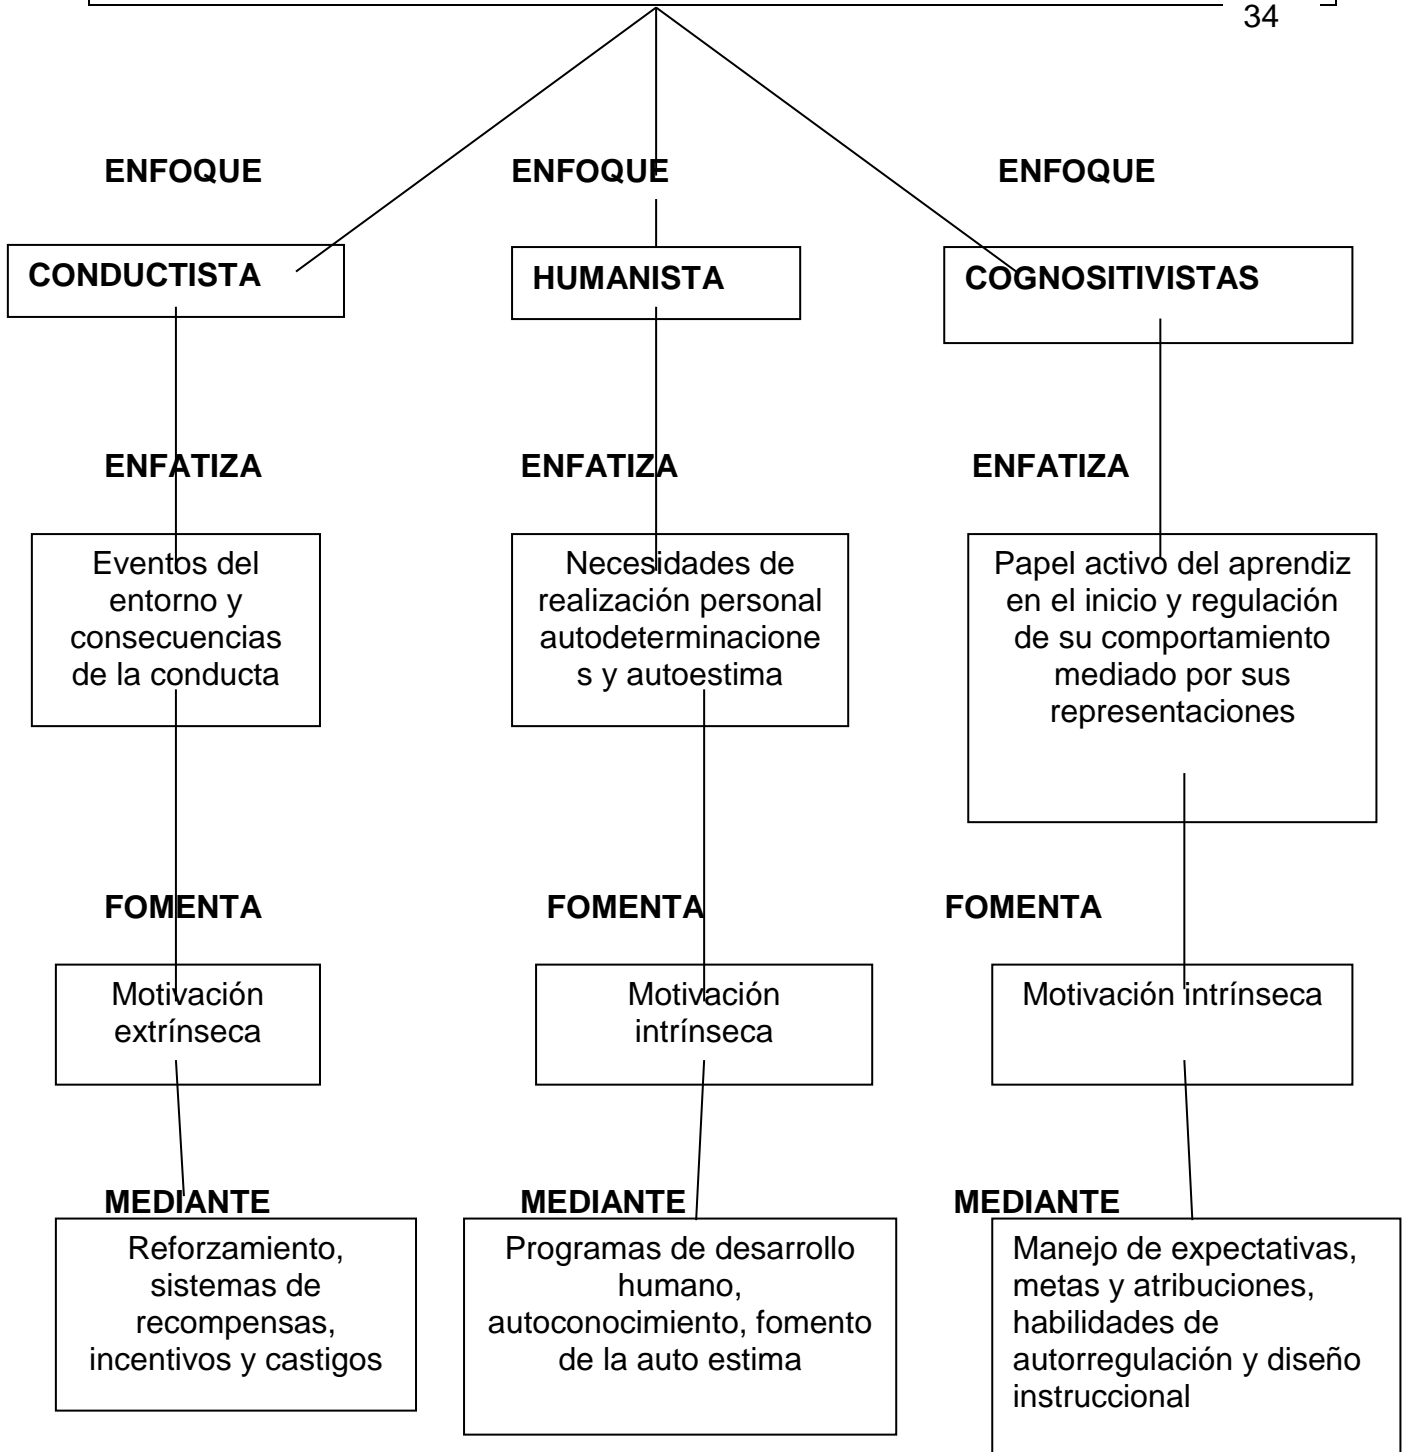 34
ENFOQUE
CONDUCTISTA
ENFATIZA
Eventos del
entorno y
consecuencias
de la conducta
FOMENTA
Motivación
extrínseca
MEDIANTE
Reforzamiento,
sistemas de
recompensas,
incentivos y castigos
ENFOQUE
HUMANISTA
ENFATIZA
Necesidades de
realización personal
autodeterminacione
s y autoestima
FOMENTA
Motivación
intrínseca
MEDIANTE
Programas de desarrollo
humano,
autoconocimiento, fomento
de la auto estima
ENFOQUE
COGNOSITIVISTAS
ENFATIZA
Papel activo del aprendiz
en el inicio y regulación
de su comportamiento
mediado por sus
representaciones
FOMENTA
Motivación intrínseca
MEDIANTE
Manejo de expectativas,
metas y atribuciones,
habilidades de
autorregulación y diseño
instruccional